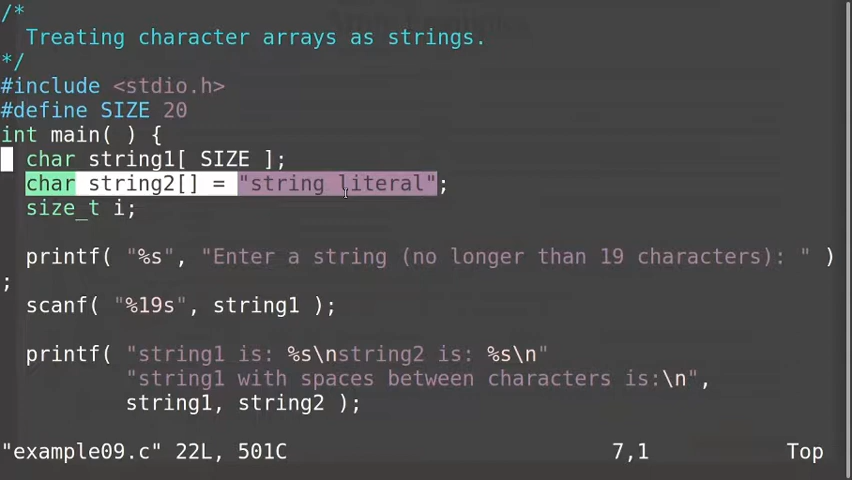 /*
  Treating character arrays as strings.
*/
#include <stdio.h>
#define SIZE 20
int main( ) {
  char string1[ SIZE ];
  char string2[] = "string literal";
  size_t i;

  printf( "%s", "Enter a string (no longer than 19 characters): " )
;
  scanf( "%19s", string1 );

  printf( "string1 is: %s\nstring2 is: %s\n"
          "string1 with spaces between characters is:\n",
          string1, string2 );
"example09.c" 22L, 501C                          7,1           Top